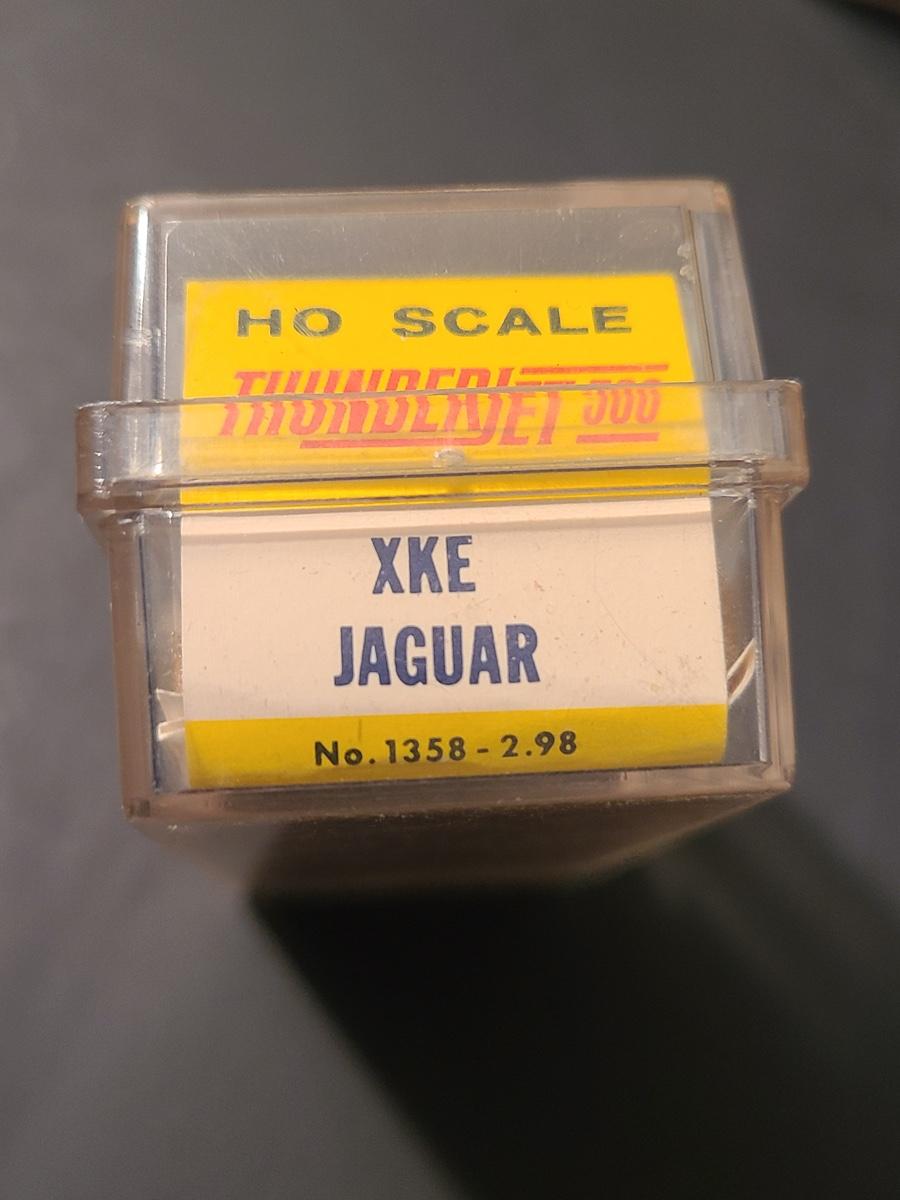 HO SCALE
THUNDERJET 500
XKE
JAGUAR
No. 1358 - 2.98